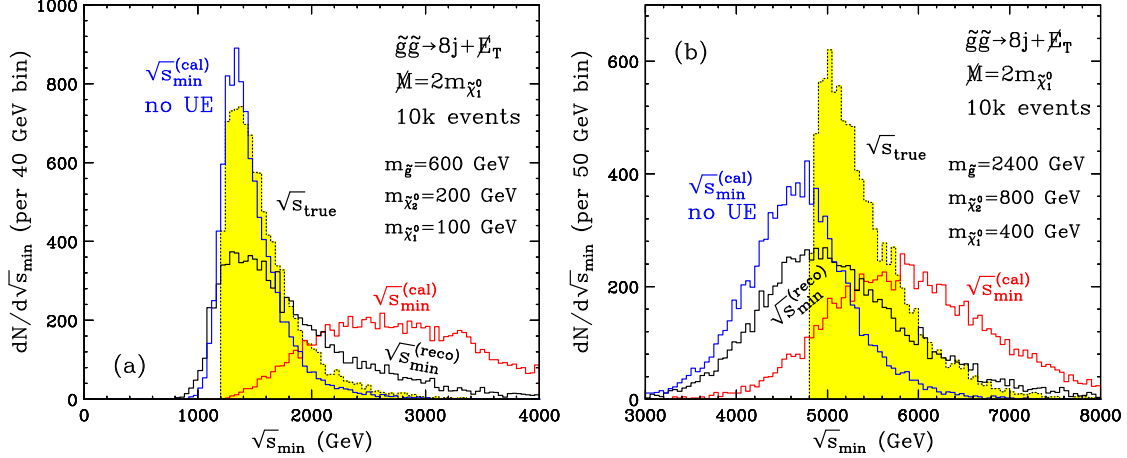 1000
800
600
400
200
0
dN/d√s_min (per 40 GeV bin)
√s_min^(cal)
no UE
g̃g̃→8j+E̸_T
M̸=2m_χ̃₁⁰
10k events
m_g̃=600 GeV
m_χ̃₂⁰=200 GeV
m_χ̃₁⁰=100 GeV
√s_true
√s_min^(cal)
√s_min^(reco)
(a)
0 1000 2000 3000 4000
√s_min (GeV)
600
400
200
0
dN/d√s_min (per 50 GeV bin)
(b)
g̃g̃→8j+E̸_T
M̸=2m_χ̃₁⁰
10k events
√s_true
m_g̃=2400 GeV
m_χ̃₂⁰=800 GeV
m_χ̃₁⁰=400 GeV
√s_min^(cal)
no UE
√s_min^(reco)
√s_min^(cal)
3000 4000 5000 6000 7000 8000
√s_min (GeV)